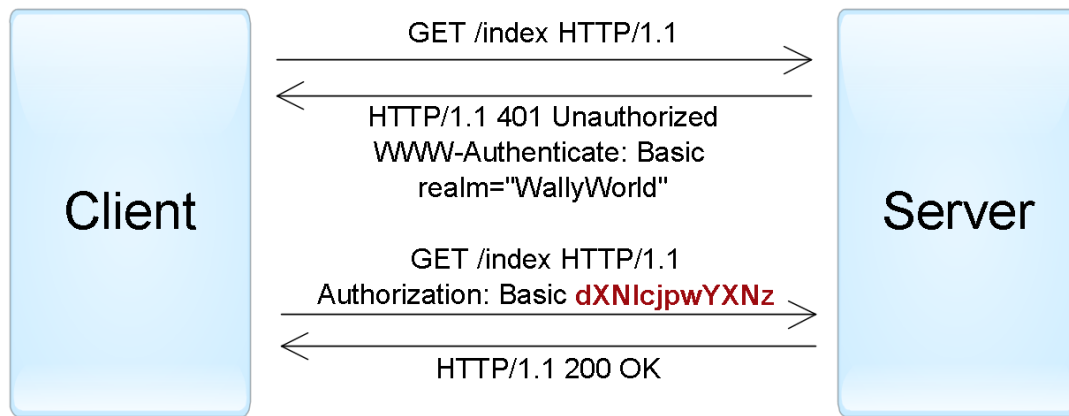 GET /index HTTP/1.1
HTTP/1.1 401 Unauthorized
WWW-Authenticate: Basic
realm="WallyWorld"
Client
Server
GET /index HTTP/1.1
Authorization: Basic dXNlcjpwYXNz
HTTP/1.1 200 OK